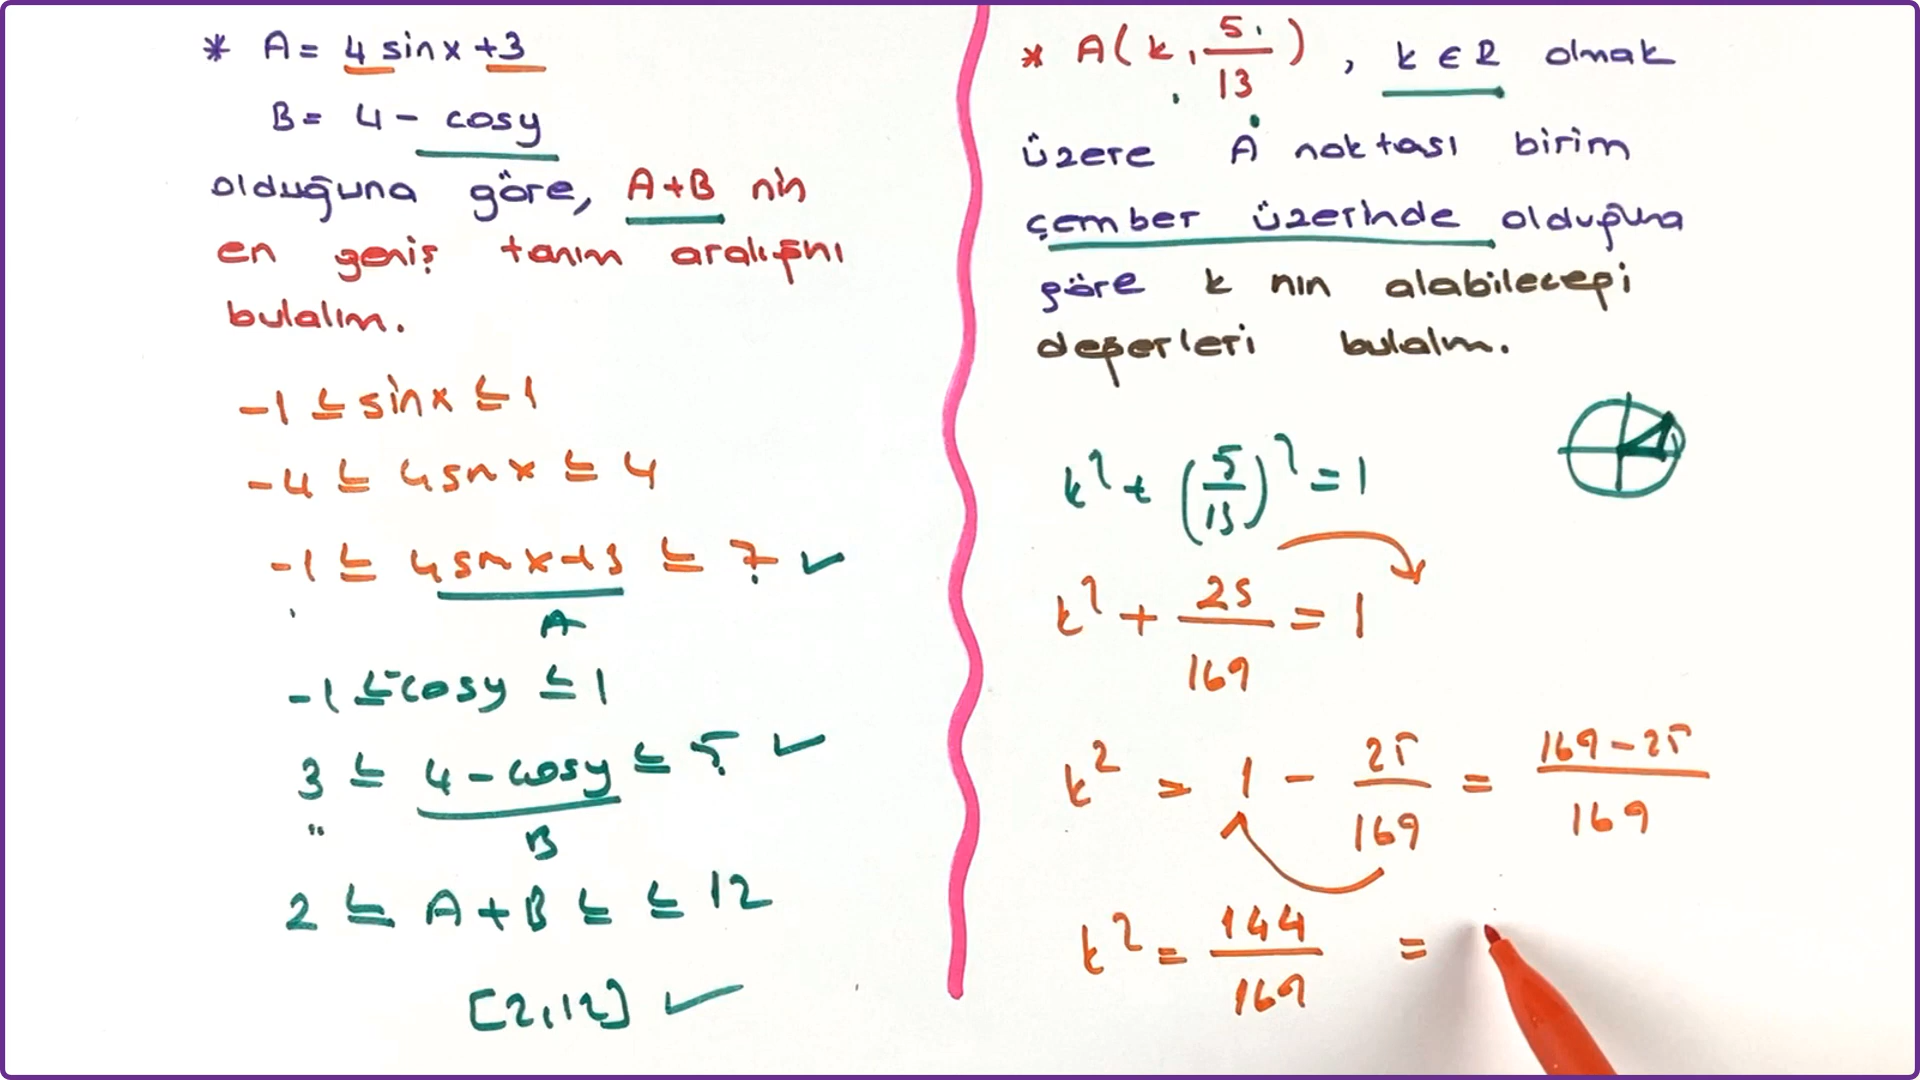 * A = 4 sinx + 3
B = 4 - cosy
olduğuna göre, A+B nin
en geniş tanım aralığını
bulalım.
-1 ≤ sinx ≤ 1
-4 ≤ 4sinx ≤ 4
-1 ≤ 4sinx+3 ≤ 7 ✓
A
-1 ≤ -cosy ≤ 1
3 ≤ 4-cosy ≤ 5 ✓
B
2 ≤ A+B ≤ ≤ 12
[2,12] ✓
* A(k, 5/13), k ∈ R olmak
üzere A noktası birim
çember üzerinde olduğuna
göre k nın alabileceği
değerleri bulalım.
k² + (5/13)² = 1
k² + 25/169 = 1
k² = 1 - 25/169 = 169-25/169
k² = 144/169 =